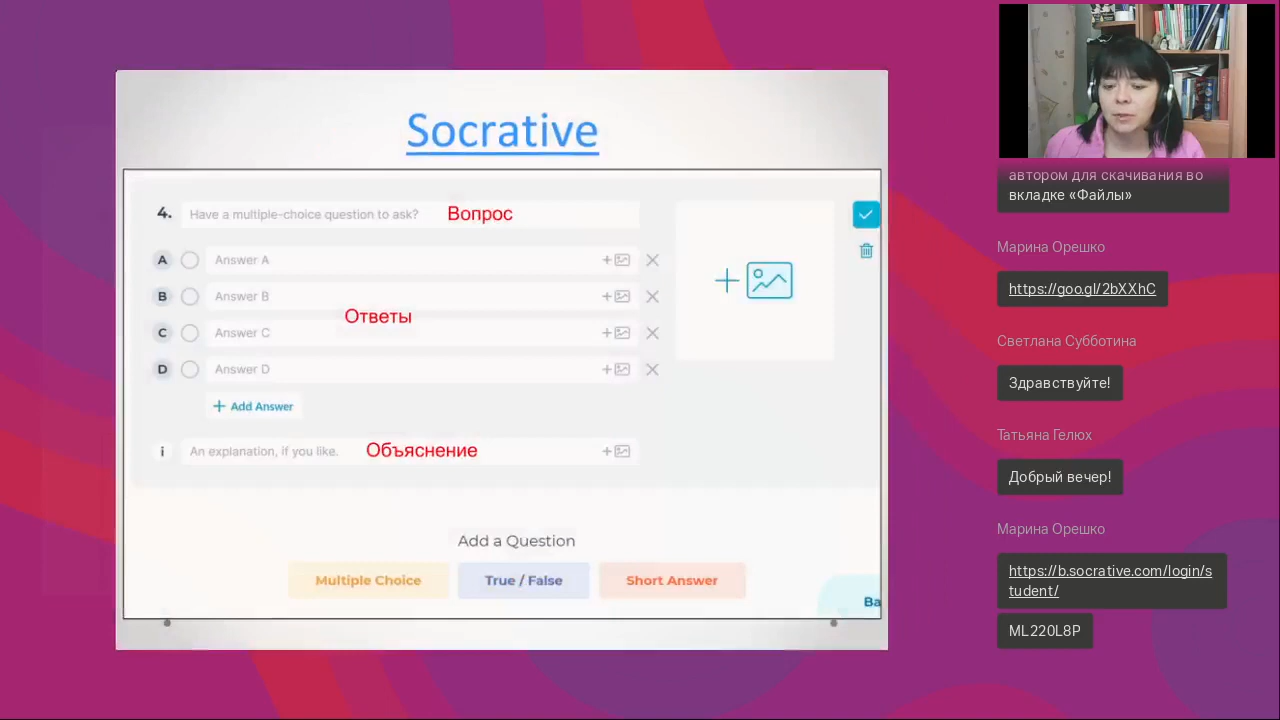 Socrative
4. Have a multiple-choice question to ask? Вопрос
A Answer A
B Answer B
Ответы
C Answer C
D Answer D
+ Add Answer
i An explanation, if you like. Объяснение
Add a Question
Multiple Choice True / False Short Answer
Ba
автором для скачивания во
вкладке «Файлы»
Марина Орешко
https://goo.gl/2bXXhC
Светлана Субботина
Здравствуйте!
Татьяна Гелюх
Добрый вечер!
Марина Орешко
https://b.socrative.com/login/s
tudent/
ML220L8P